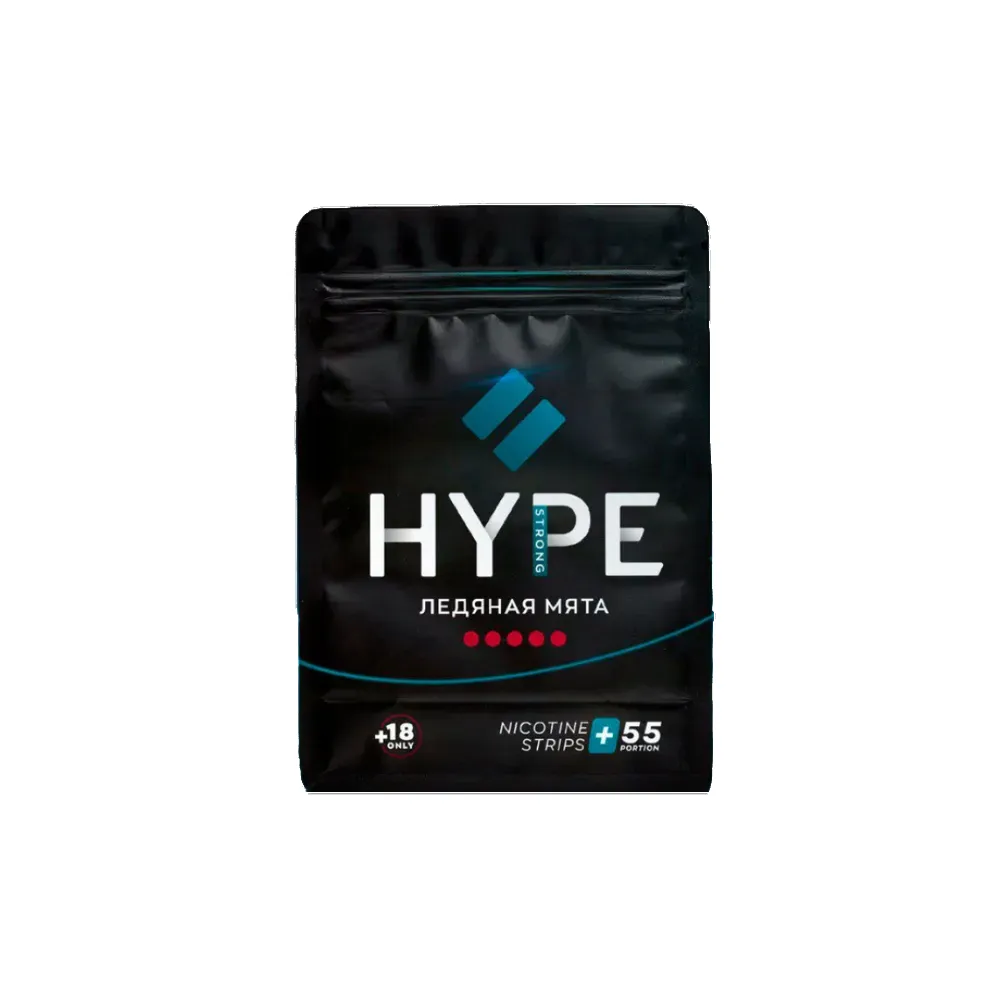 HYPE
STRONG
ЛЕДЯНАЯ МЯТА
+18
ONLY
NICOTINE
STRIPS
+ 55
PORTION